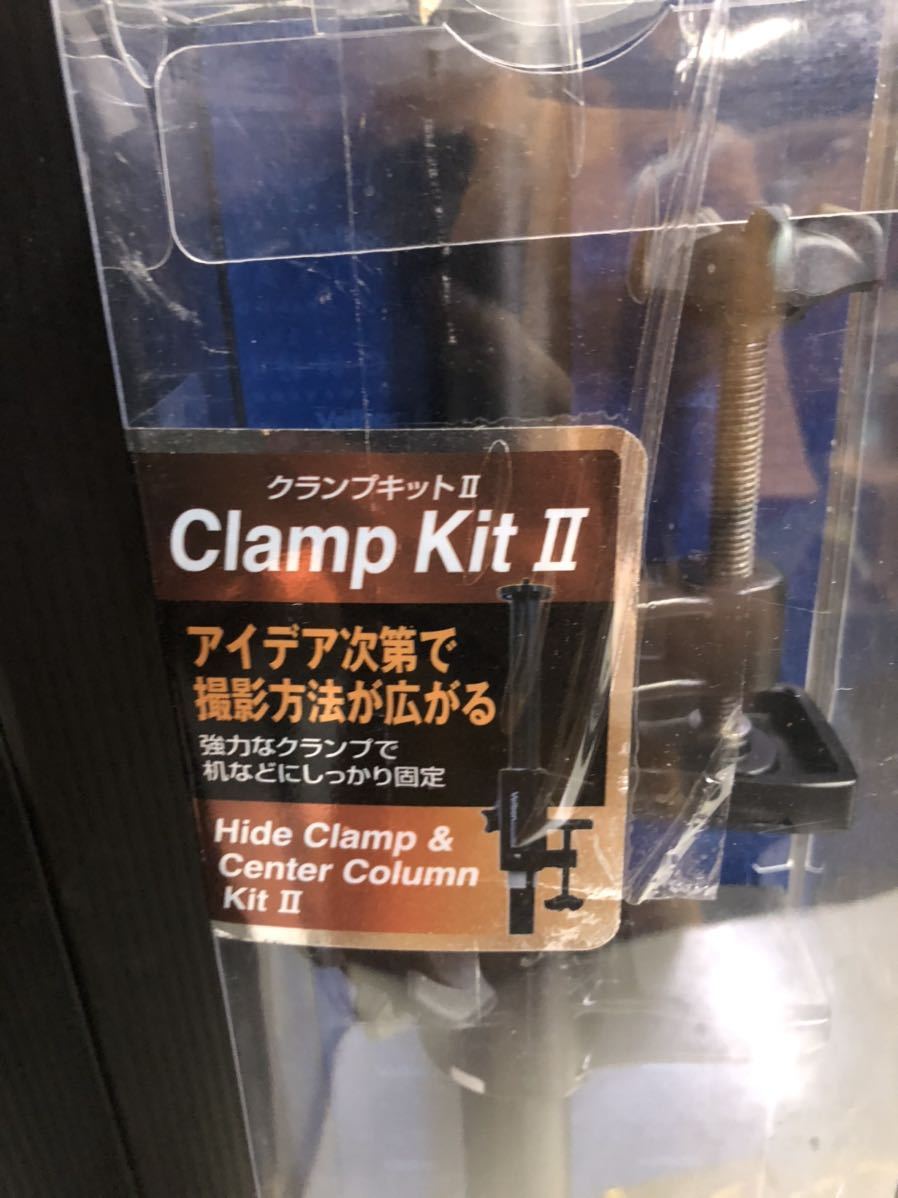 クランプキットⅡ
Clamp Kit Ⅱ
アイデア次第で
撮影方法が広がる
強力なクランプで
机などにしっかり固定
Hide Clamp &
Center Column
Kit Ⅱ
Velbon